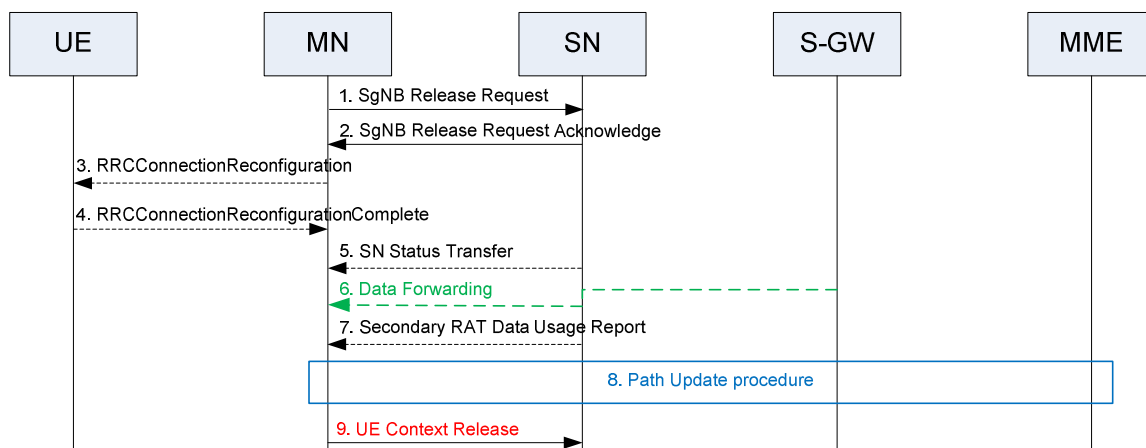 UE
MN
SN
S-GW
MME
1. SgNB Release Request
2. SgNB Release Request Acknowledge
3. RRCConnectionReconfiguration
4. RRCConnectionReconfigurationComplete
5. SN Status Transfer
6. Data Forwarding
7. Secondary RAT Data Usage Report
8. Path Update procedure
9. UE Context Release